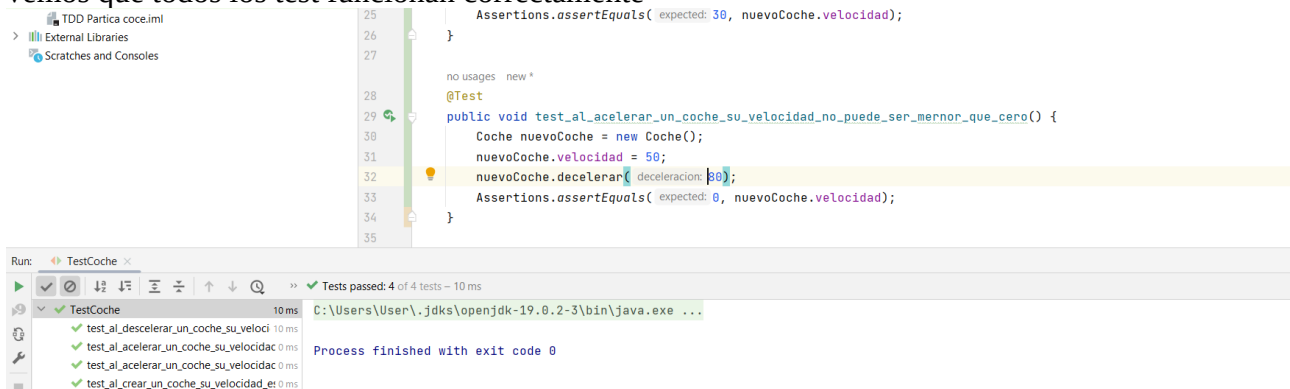 Vemos que todos los test funcionan correctamente
TDD Partica coce.iml
External Libraries
Scratches and Consoles
25 Assertions.assertEquals( expected: 30, nuevoCoche.velocidad);
26 }
27
no usages new *
28 @Test
29 public void test_al_acelerar_un_coche_su_velocidad_no_puede_ser_mernor_que_cero() {
30 Coche nuevoCoche = new Coche();
31 nuevoCoche.velocidad = 50;
32 nuevoCoche.decelerar( deceleracion: 80);
33 Assertions.assertEquals( expected: 0, nuevoCoche.velocidad);
34 }
35
Run: TestCoche
Tests passed: 4 of 4 tests – 10 ms
TestCoche 10 ms
test_al_descelerar_un_coche_su_veloci 10 ms
test_al_acelerar_un_coche_su_velocidac 0 ms
test_al_acelerar_un_coche_su_velocidac 0 ms
test_al_crear_un_coche_su_velocidad_e: 0 ms
C:\Users\User\.jdks\openjdk-19.0.2-3\bin\java.exe ...
Process finished with exit code 0